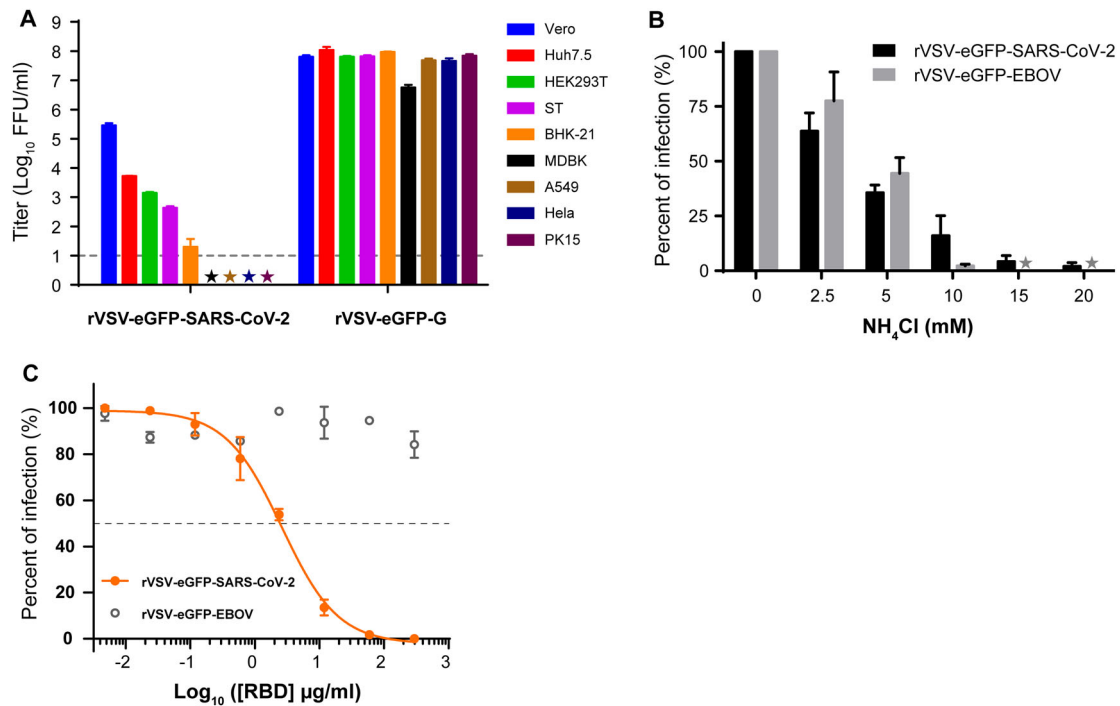 A
Titer (Log10 FFU/ml)
9
8
7
6
5
4
3
2
1
0
rVSV-eGFP-SARS-CoV-2
rVSV-eGFP-G
Vero
Huh7.5
HEK293T
ST
BHK-21
MDBK
A549
Hela
PK15
B
Percent of infection (%)
100
75
50
25
0
rVSV-eGFP-SARS-CoV-2
rVSV-eGFP-EBOV
0 2.5 5 10 15 20
NH4Cl (mM)
C
Percent of infection (%)
100
80
60
40
20
0
rVSV-eGFP-SARS-CoV-2
rVSV-eGFP-EBOV
-2 -1 0 1 2 3
Log10 ([RBD] µg/ml)